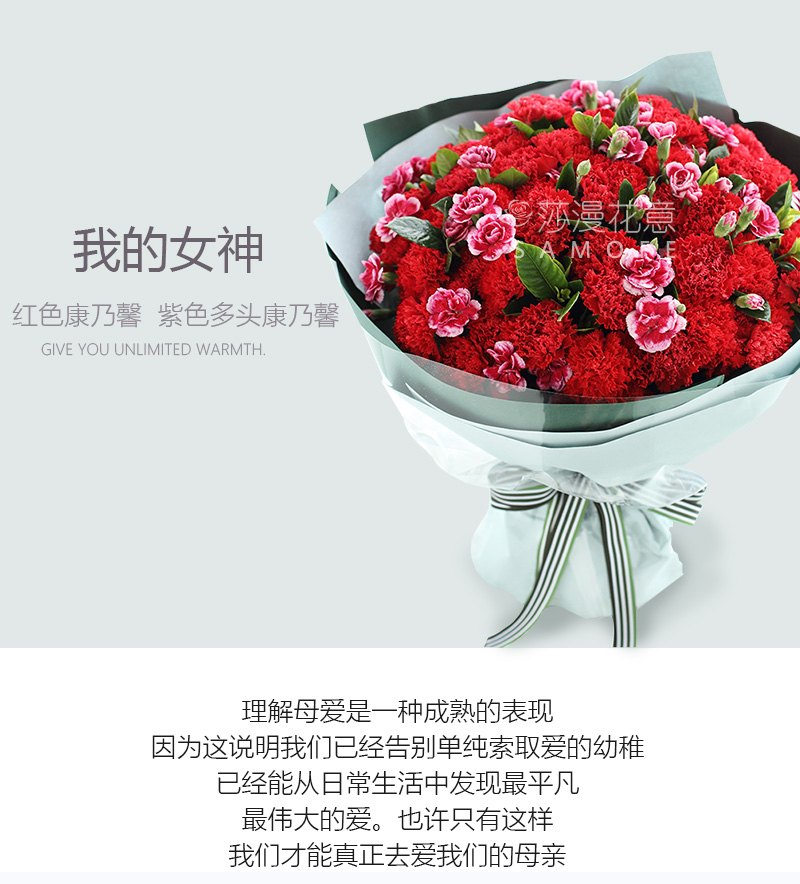 莎漫花意
SAMORE
我的女神
红色康乃馨 紫色多头康乃馨
GIVE YOU UNLIMITED WARMTH.
理解母爱是一种成熟的表现
因为这说明我们已经告别单纯索取爱的幼稚
已经能从日常生活中发现最平凡
最伟大的爱。也许只有这样
我们才能真正去爱我们的母亲